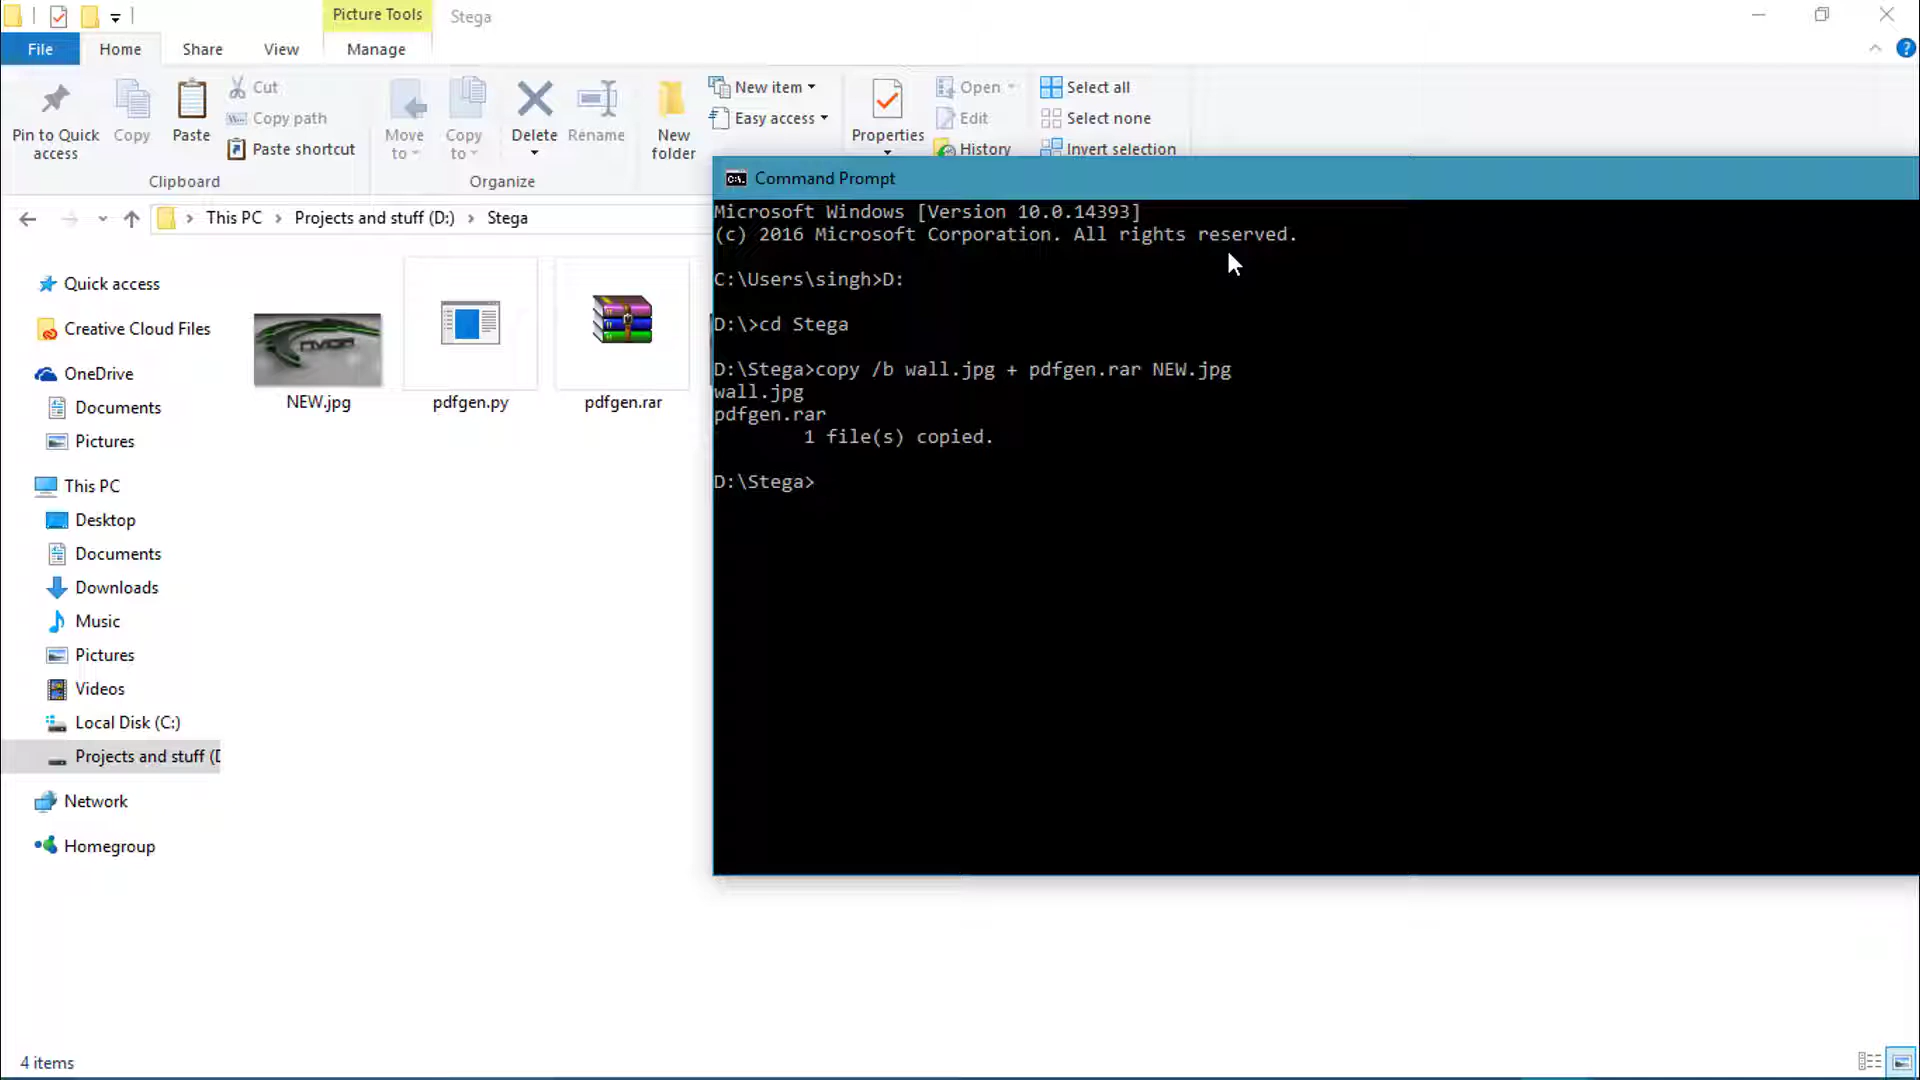 Picture Tools
Stega
File
Home
Share
View
Manage
Pin to Quick access
Copy
Paste
Cut
Copy path
Paste shortcut
Clipboard
Move to
Copy to
Delete
Rename
Organize
New folder
New item
Easy access
Properties
Open
Edit
History
Select all
Select none
Invert selection
This PC > Projects and stuff (D:) > Stega
Quick access
Creative Cloud Files
OneDrive
Documents
Pictures
This PC
Desktop
Documents
Downloads
Music
Pictures
Videos
Local Disk (C:)
Projects and stuff (D
Network
Homegroup
NEW.jpg
pdfgen.py
pdfgen.rar
Command Prompt
Microsoft Windows [Version 10.0.14393]
(c) 2016 Microsoft Corporation. All rights reserved.
C:\Users\singh>D:
D:\>cd Stega
D:\Stega>copy /b wall.jpg + pdfgen.rar NEW.jpg
wall.jpg
pdfgen.rar
1 file(s) copied.
D:\Stega>
4 items